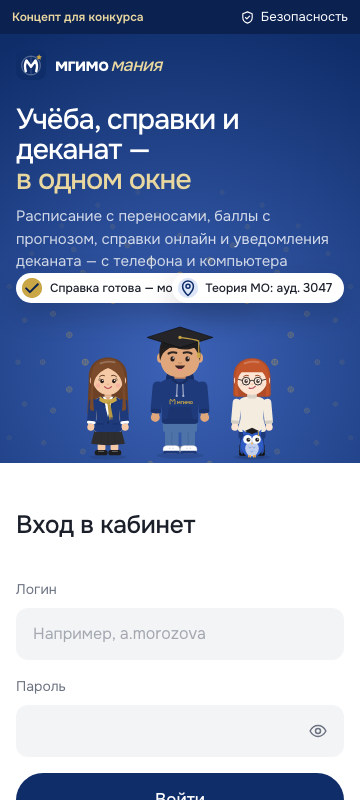 Концепт для конкурса
Безопасность
мгимо мания
Учёба, справки и
деканат —
в одном окне
Расписание с переносами, баллы с
прогнозом, справки онлайн и уведомления
деканата — с телефона и компьютера
Справка готова — мо
Теория МО: ауд. 3047
мгимо
Вход в кабинет
Логин
Например, a.morozova
Пароль
Войти